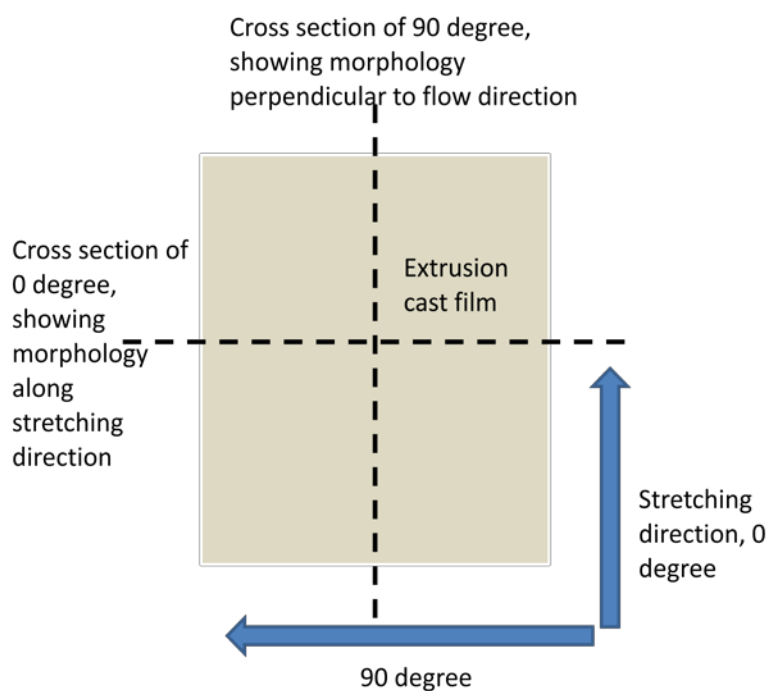 Cross section of 90 degree,
showing morphology
perpendicular to flow direction
Cross section of
0 degree,
showing
morphology
along
stretching
direction
Extrusion
cast film
Stretching
direction, 0
degree
90 degree